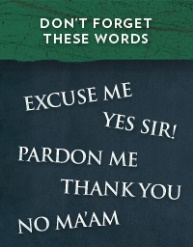 DON'T FORGET
THESE WORDS
EXCUSE ME
YES SIR!
PARDON ME
THANK YOU
NO MA'AM